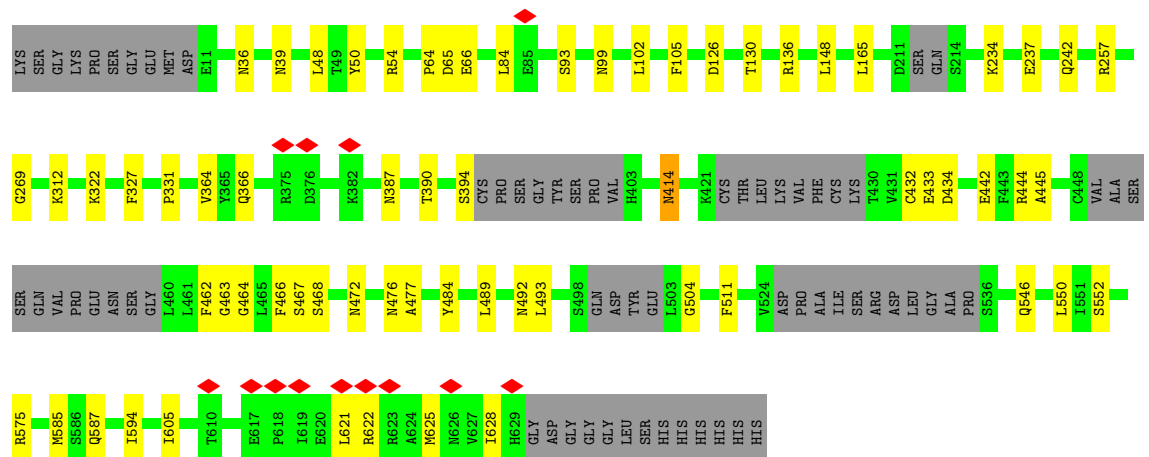 LYS SER GLY LYS PRO SER GLY GLU MET ASP E11 N36 N39 L48 T49 Y50 R54 P64 D65 E66 L84 E85 S93 N99 L102 F105 D126 T130 R136 L148 L165 D211 SER GLN S214 K234 E237 Q242 R257
G269 K312 K322 F327 P331 V364 Y365 Q366 R375 D376 K382 N387 T390 S394 CYS PRO SER GLY TYR SER PRO VAL H403 N414 K421 CYS THR LEU LYS VAL PHE CYS LYS T430 V431 C432 E433 D434 E442 F443 R444 A445 C448 VAL ALA SER
SER GLN VAL PRO GLU ASN SER GLY L460 L461 F462 G463 G464 L465 F466 S467 S468 N472 N476 A477 Y484 L489 N492 L493 S498 GLN ASP TYR GLU L503 G504 F511 V524 ASP PRO ALA ILE SER ARG ASP LEU GLY ALA PRO S536 Q546 L550 I551 S552
R575 M585 S586 Q587 I594 I605 T610 E617 P618 I619 E620 L621 R622 R623 A624 M625 N626 V627 I628 H629 GLY ASP GLY GLY GLY LEU SER HIS HIS HIS HIS HIS HIS